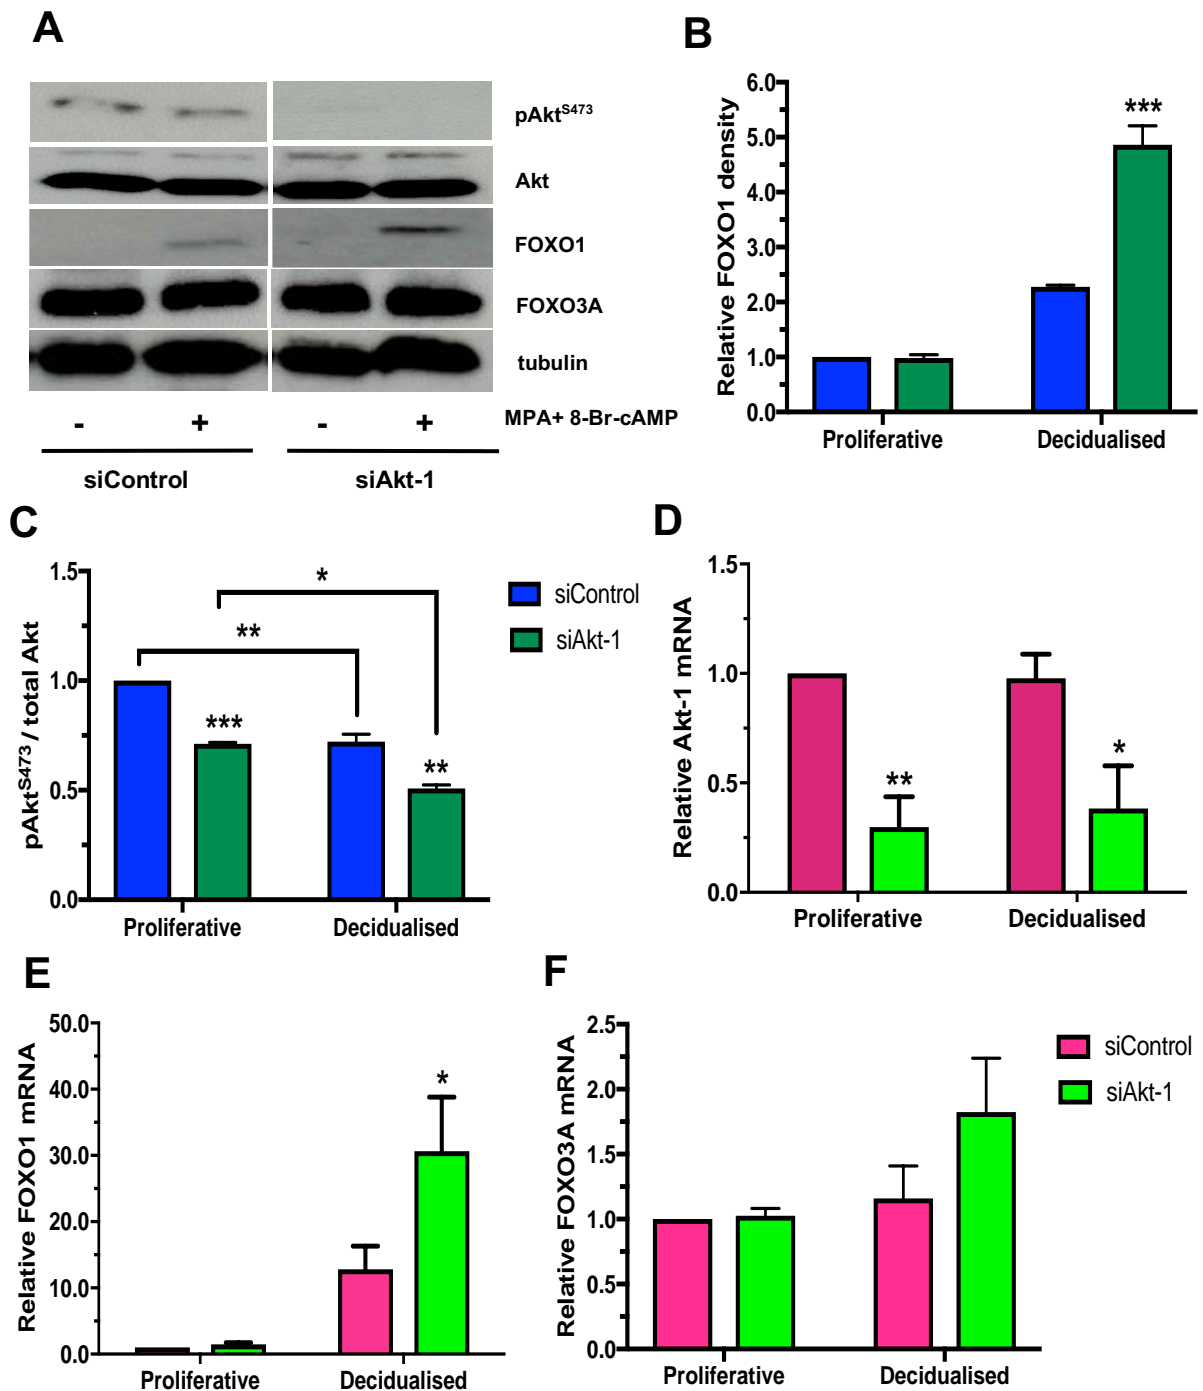 A
pAktS473
Akt
FOXO1
FOXO3A
tubulin
- + - + MPA+ 8-Br-cAMP
siControl siAkt-1
B
Relative FOXO1 density
6.0
5.0
4.0
3.0
2.0
1.0
0.0
***
Proliferative Decidualised
C
pAktS473 / total Akt
1.5
1.0
0.5
0.0
*
**
***
**
Proliferative Decidualised
siControl
siAkt-1
D
Relative Akt-1 mRNA
1.5
1.0
0.5
0.0
**
*
Proliferative Decidualised
E
Relative FOXO1 mRNA
50.0
40.0
30.0
20.0
10.0
0.0
*
Proliferative Decidualised
F
Relative FOXO3A mRNA
2.5
2.0
1.5
1.0
0.5
0.0
Proliferative Decidualised
siControl
siAkt-1